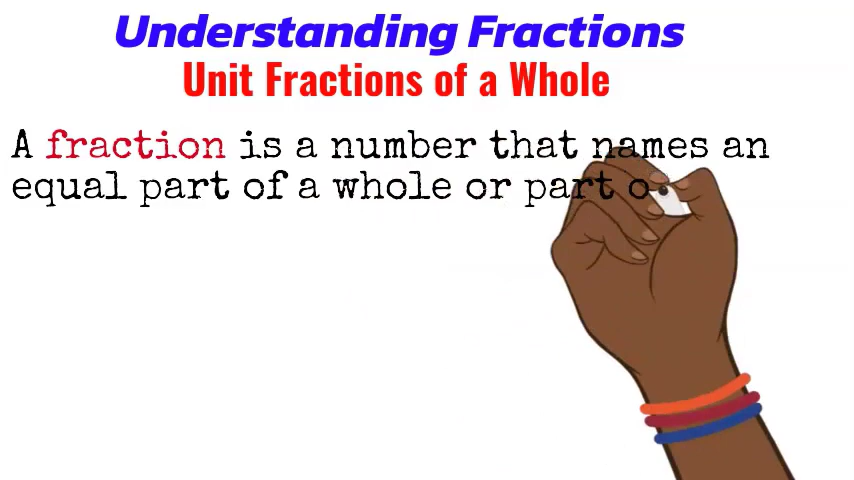 Understanding Fractions
Unit Fractions of a Whole
A fraction is a number that names an
equal part of a whole or part o